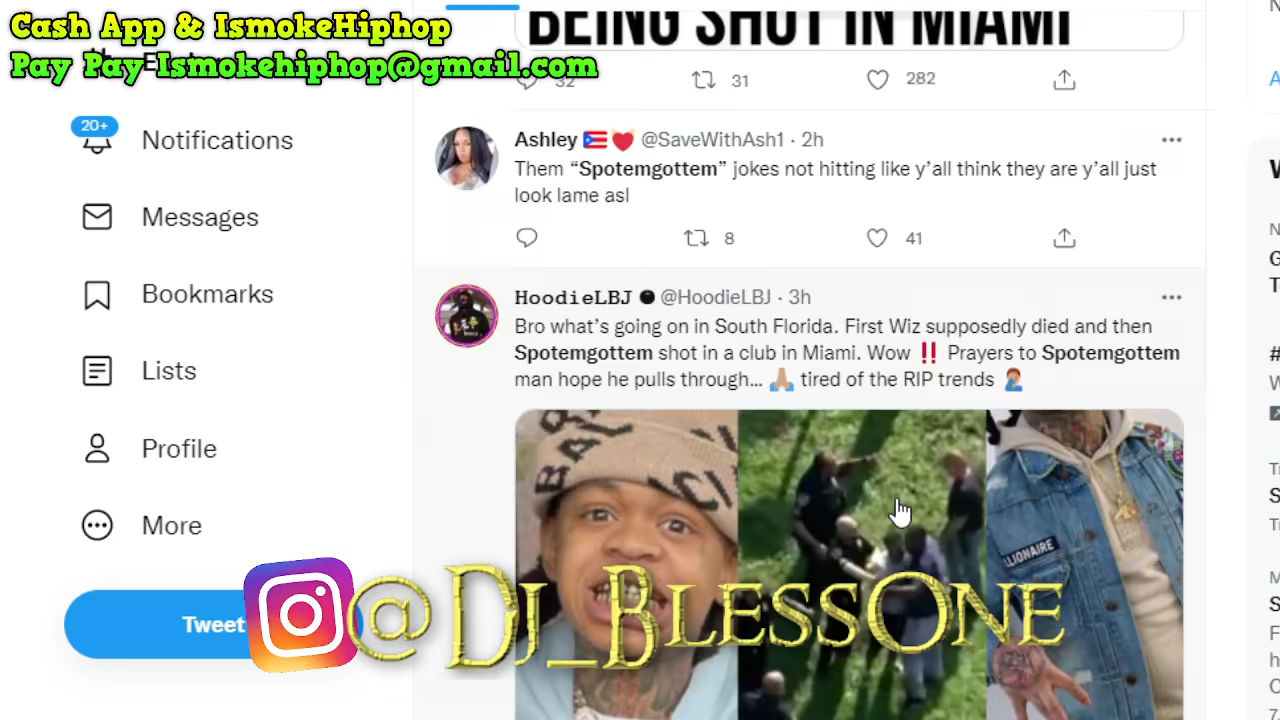 Cash App & IsmokeHiphop
Pay Pay Ismokehiphop@gmail.com
BEING SHOT IN MIAMI
32 31 282
20+
Notifications
Messages
Bookmarks
Lists
Profile
More
Tweet
Ashley 🇵🇷💓 @SaveWithAsh1 · 2h
Them “Spotemgottem” jokes not hitting like y’all think they are y’all just
look lame asl
8 41
HoodieLBJ @HoodieLBJ · 3h
Bro what’s going on in South Florida. First Wiz supposedly died and then
Spotemgottem shot in a club in Miami. Wow ‼️ Prayers to Spotemgottem
man hope he pulls through... 🙏🏽 tired of the RIP trends 🤦🏽‍♂️
LLIONAIRE
@Dj_BlessOne